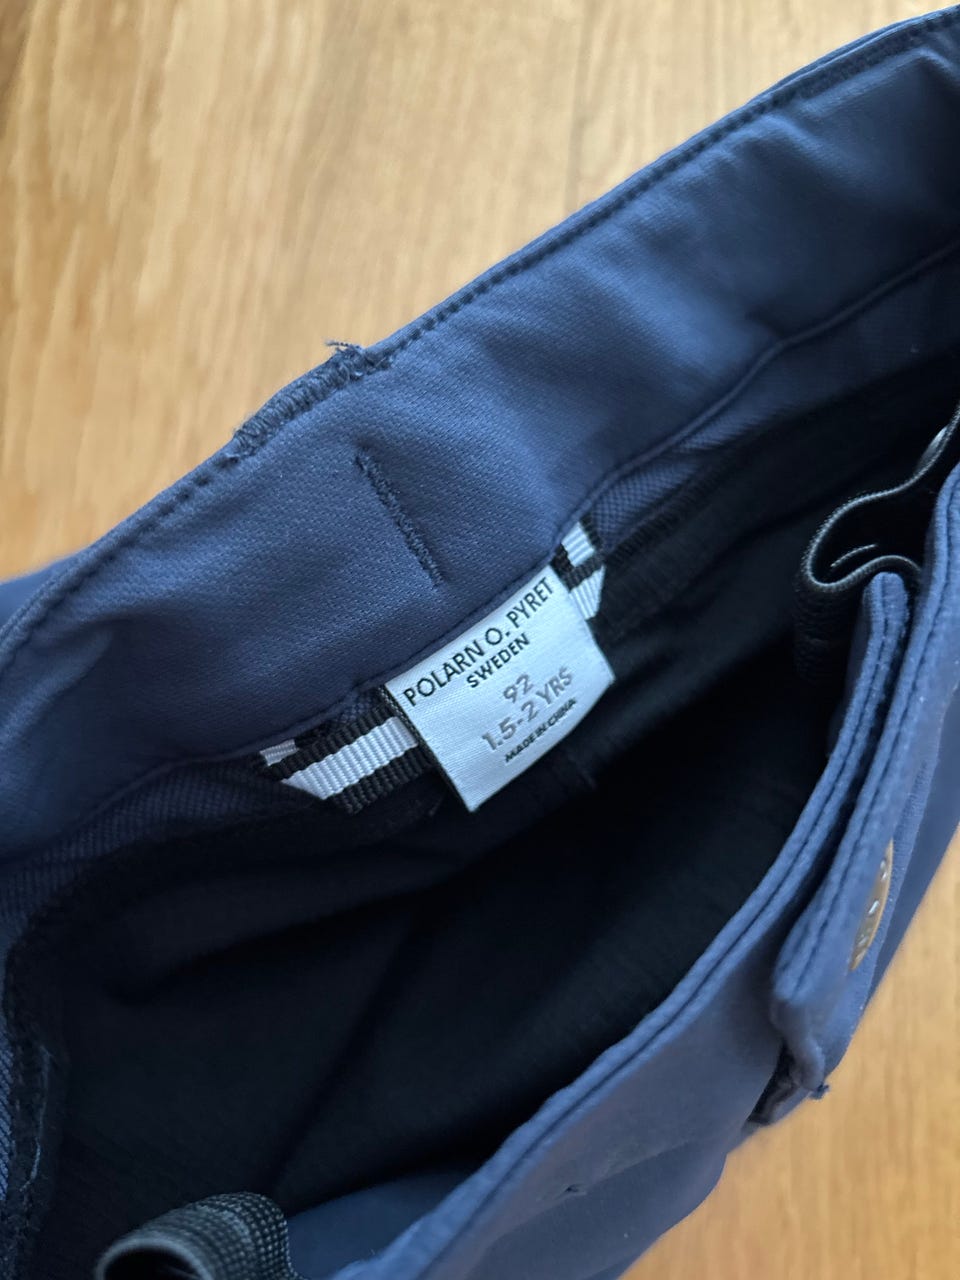 POLARN O. PYRET
SWEDEN
92
1.5-2 YRS
MADE IN CHINA